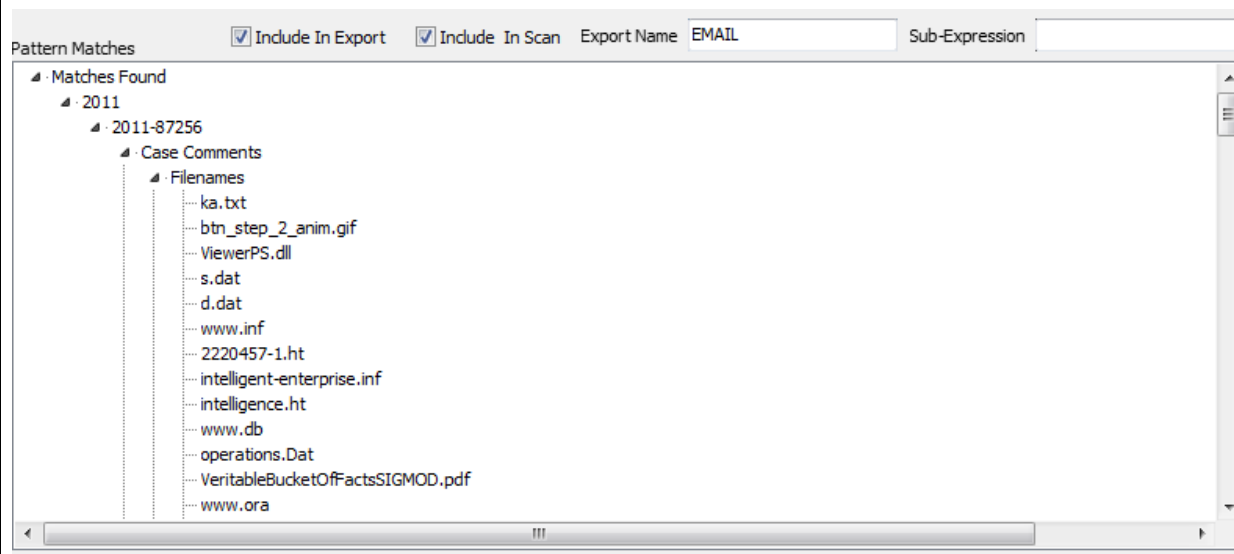 Pattern Matches Include In Export Include In Scan Export Name EMAIL Sub-Expression
Matches Found
2011
2011-87256
Case Comments
Filenames
ka.txt
btn_step_2_anim.gif
ViewerPS.dll
s.dat
d.dat
www.inf
2220457-1.ht
intelligent-enterprise.inf
intelligence.ht
www.db
operations.Dat
VeritableBucketOfFactsSIGMOD.pdf
www.ora